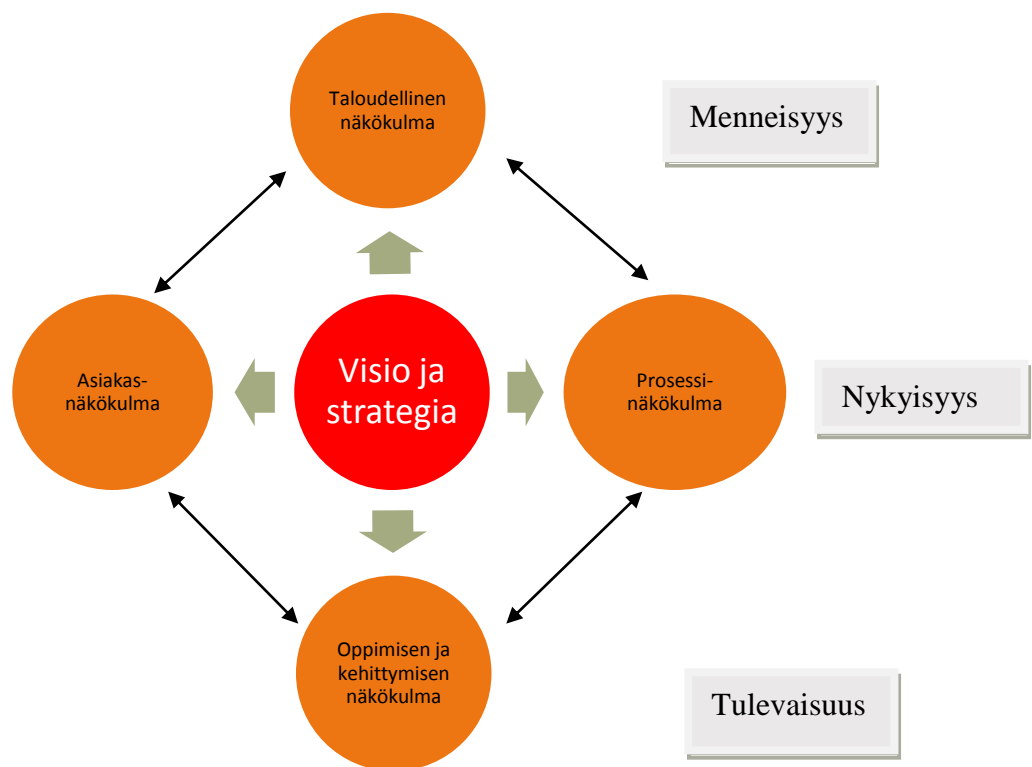 Taloudellinen
näkökulma
Menneisyys
Asiakas-
näkökulma
Visio ja
strategia
Prosessi-
näkökulma
Nykyisyys
Oppimisen ja
kehittymisen
näkökulma
Tulevaisuus